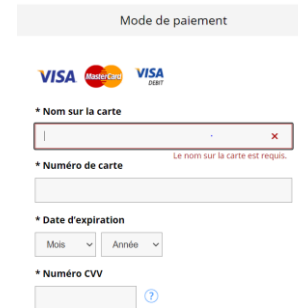 Mode de paiement
VISA MasterCard VISA
DEBIT
* Nom sur la carte
Le nom sur la carte est requis.
* Numéro de carte
* Date d'expiration
Mois Année
* Numéro CVV
?